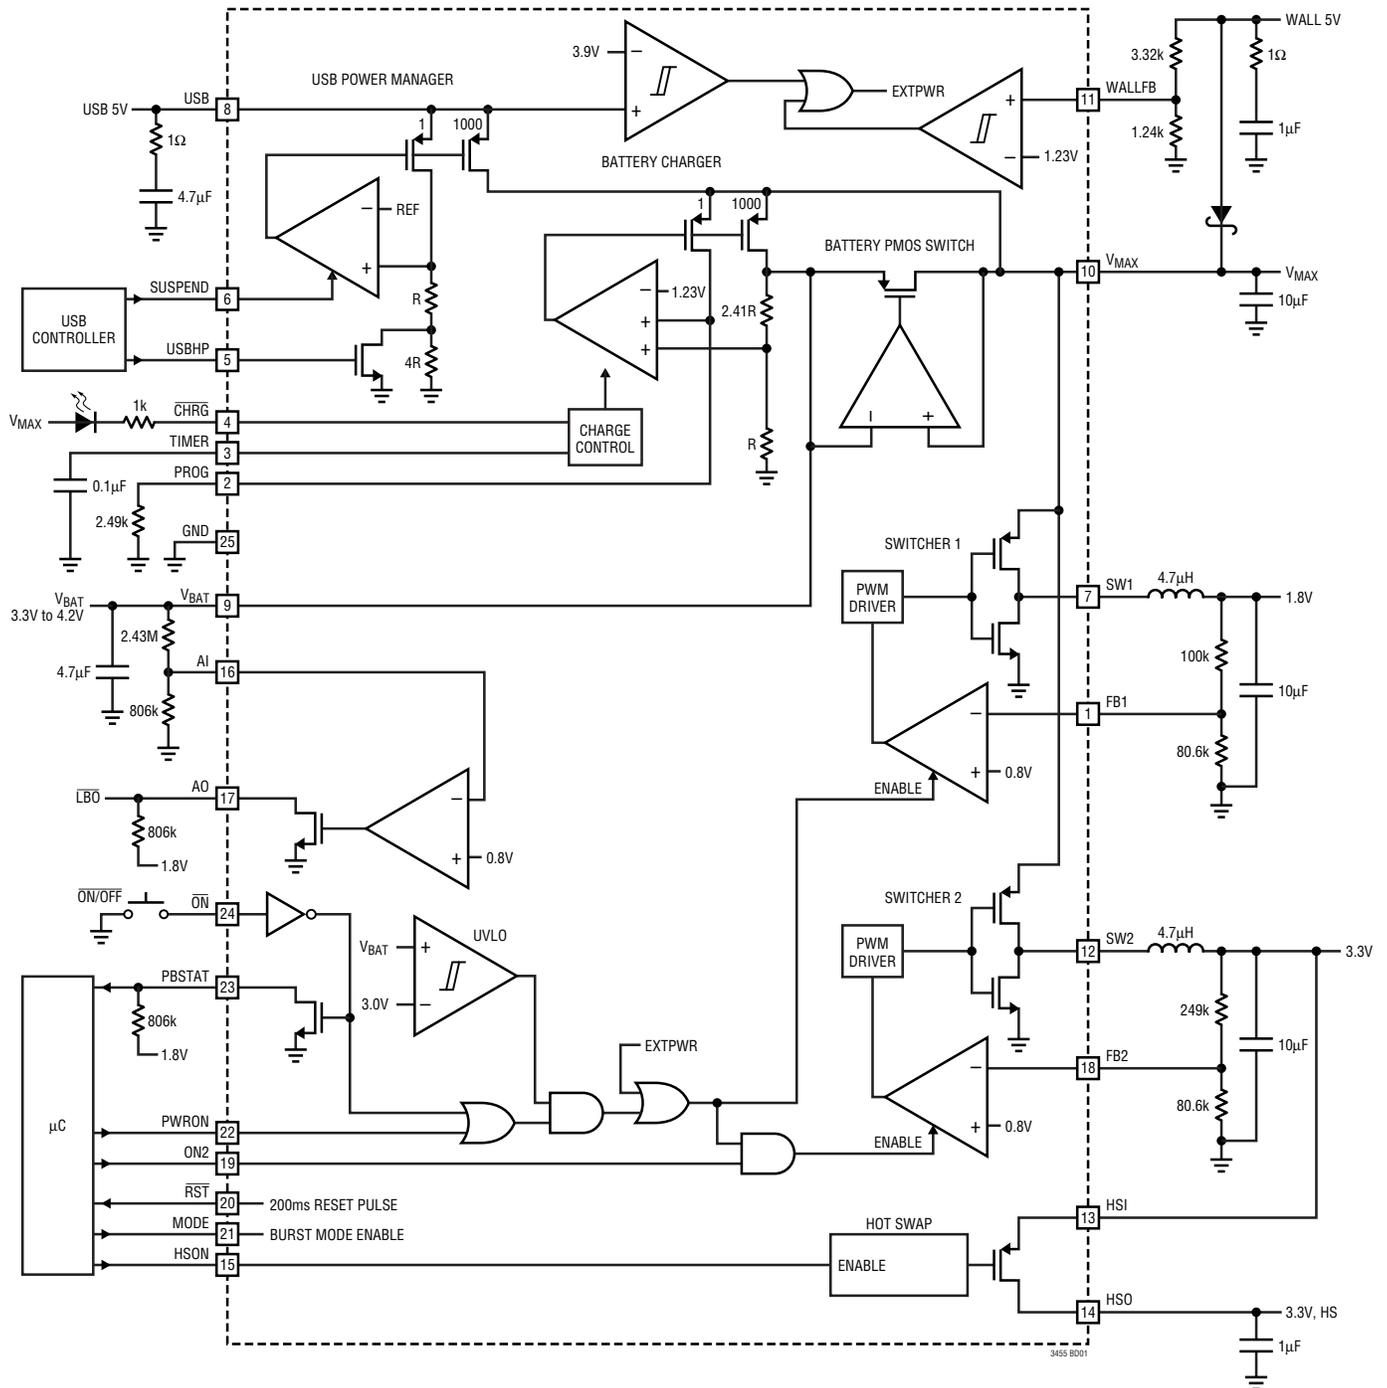 WALL 5V
3.9V
−
3.32k
1Ω
USB POWER MANAGER
+
EXTPWR
WALLFB
11
USB 5V
USB
8
+
1
1000
1Ω
1.24k
1μF
−
1.23V
BATTERY CHARGER
4.7μF
−
REF
1
1000
BATTERY PMOS SWITCH
+
VMAX
10
VMAX
SUSPEND
6
R
−
1.23V
2.41R
10μF
USB
CONTROLLER
+
USBHP
5
4R
+
VMAX
1k
CHRG
4
−
+
CHARGE
CONTROL
TIMER
3
R
PROG
2
0.1μF
2.49k
GND
25
SWITCHER 1
PWM
DRIVER
4.7μH
SW1
7
1.8V
VBAT
3.3V to 4.2V
VBAT
9
2.43M
AI
16
4.7μF
806k
100k
10μF
−
FB1
1
80.6k
+
0.8V
ENABLE
LBO
AO
17
−
806k
1.8V
+
0.8V
ON/OFF
ON
24
SWITCHER 2
UVLO
VBAT
+
PWM
DRIVER
4.7μH
SW2
12
3.3V
PBSTAT
23
806k
3.0V
−
249k
10μF
1.8V
EXTPWR
−
FB2
18
μC
80.6k
PWRON
22
+
0.8V
ENABLE
ON2
19
RST
20
200ms RESET PULSE
HSI
13
MODE
21
BURST MODE ENABLE
HOT SWAP
HSON
15
ENABLE
HSO
14
3.3V, HS
1μF
3455 BD01